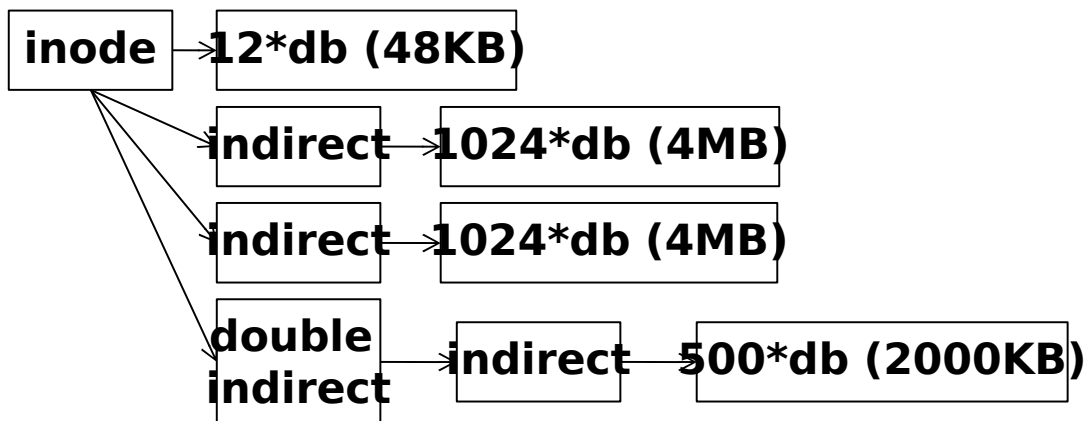 inode
12*db (48KB)
indirect
1024*db (4MB)
indirect
1024*db (4MB)
double
indirect
indirect
500*db (2000KB)